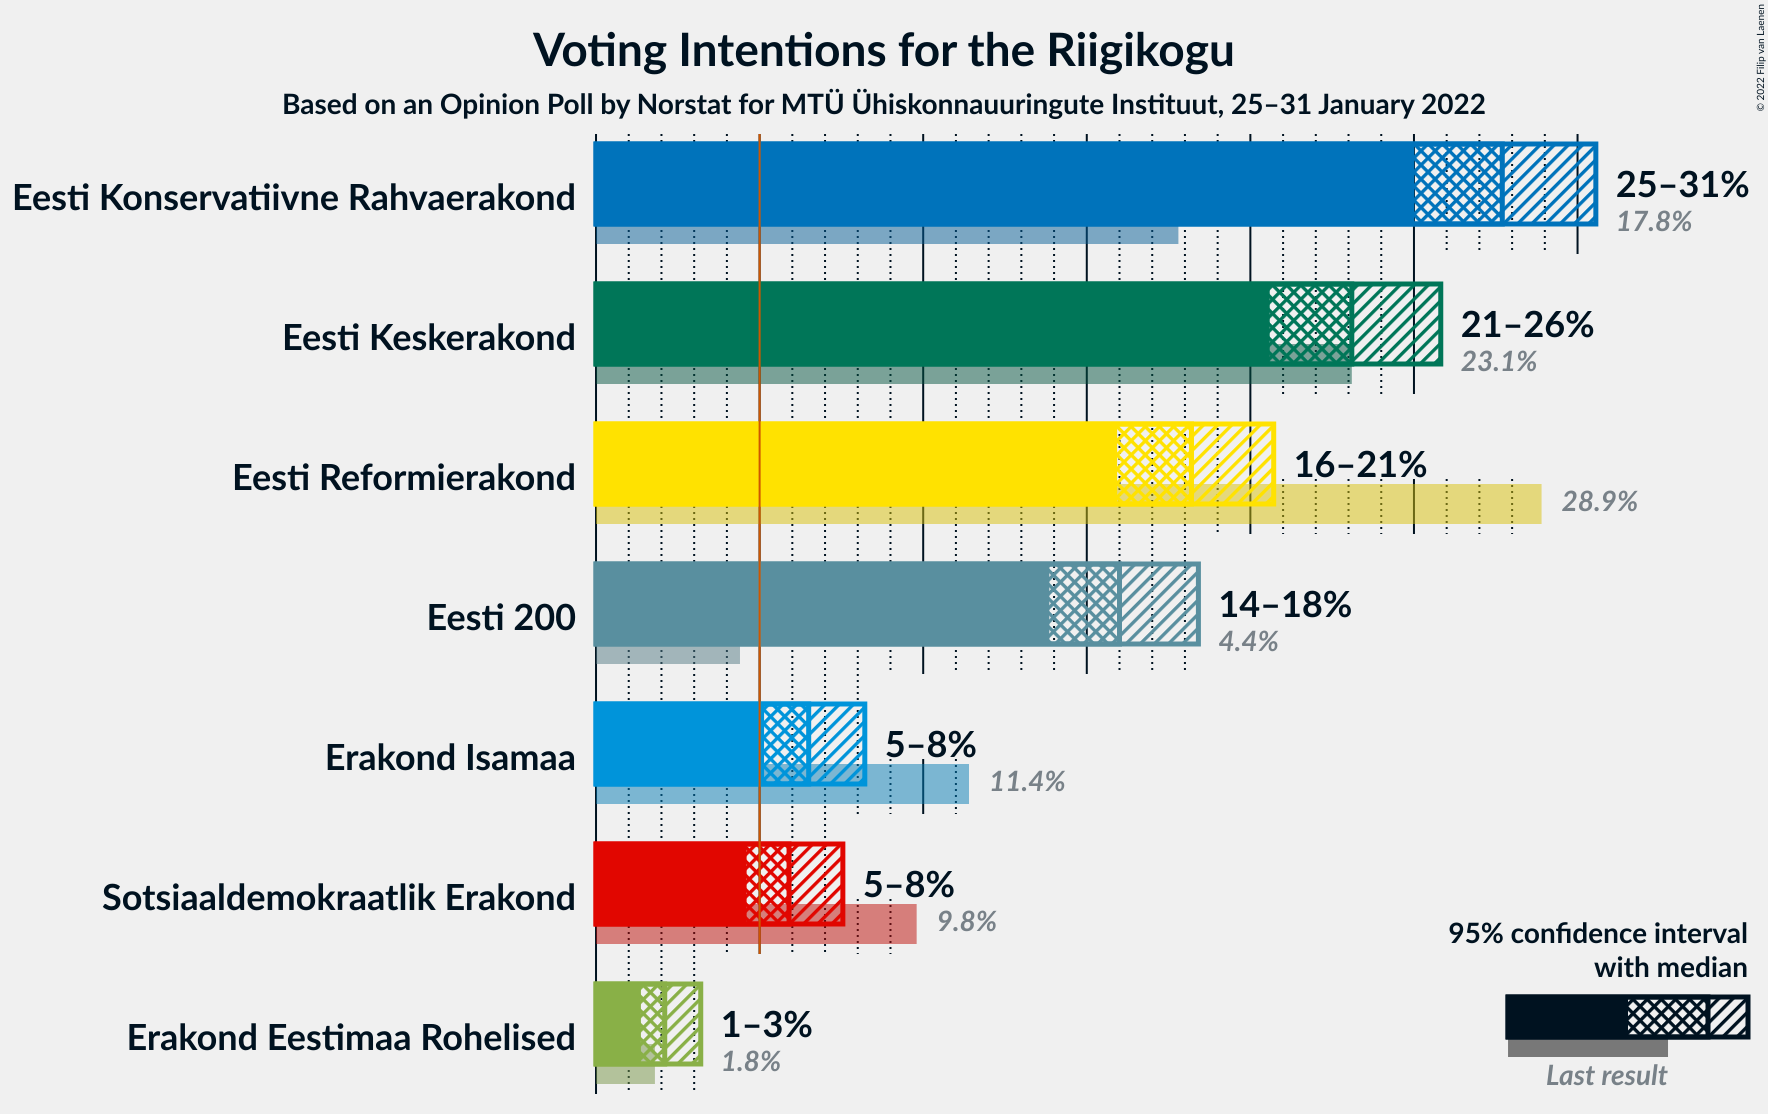 Voting Intentions for the Riigikogu
Based on an Opinion Poll by Norstat for MTÜ Ühiskonnauuringute Instituut, 25–31 January 2022
© 2022 Filip van Laenen
Eesti Konservatiivne Rahvaerakond
25–31%
17.8%
Eesti Keskerakond
21–26%
23.1%
Eesti Reformierakond
16–21%
28.9%
Eesti 200
14–18%
4.4%
Erakond Isamaa
5–8%
11.4%
Sotsiaaldemokraatlik Erakond
5–8%
9.8%
Erakond Eestimaa Rohelised
1–3%
1.8%
95% confidence interval
with median
Last result